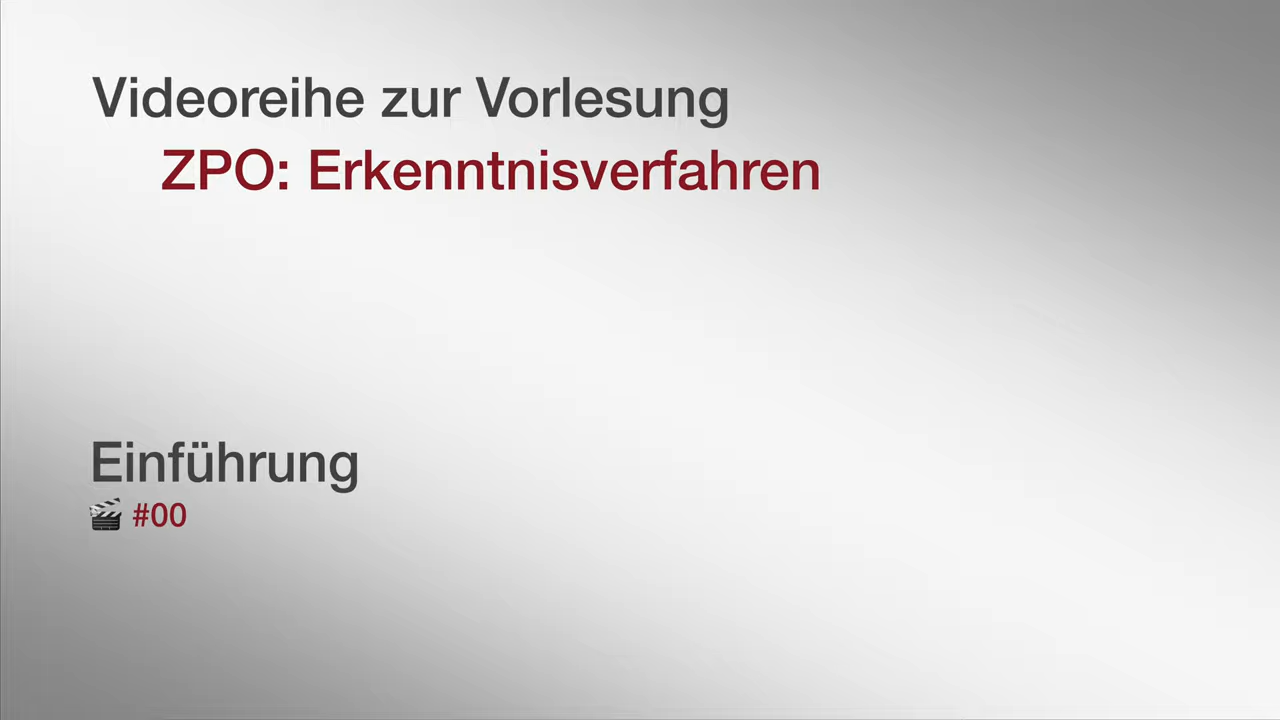 Videoreihe zur Vorlesung
ZPO: Erkenntnisverfahren
Einführung
🎬 #00